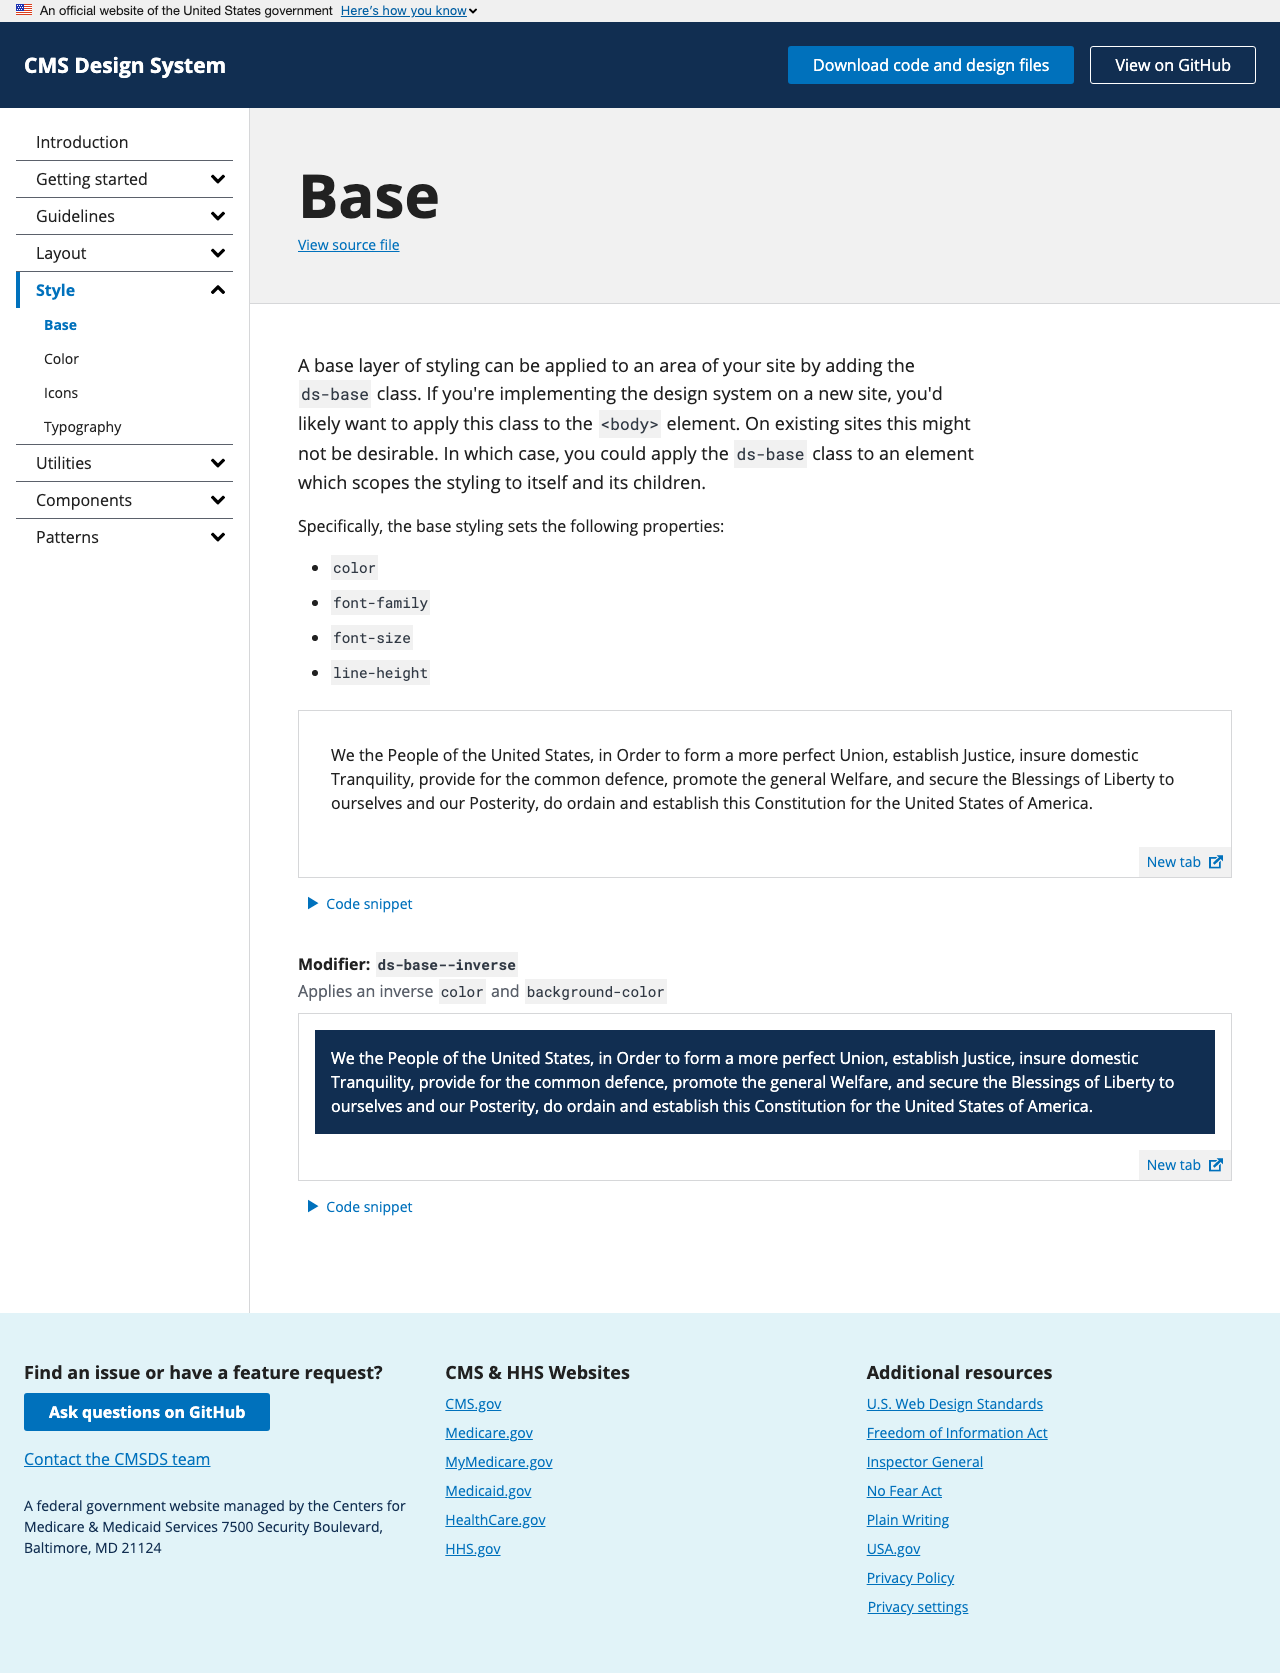 An official website of the United States government Here's how you know
CMS Design System
Download code and design files
View on GitHub
Introduction
Getting started
Guidelines
Layout
Style
Base
Color
Icons
Typography
Utilities
Components
Patterns
Base
View source file
A base layer of styling can be applied to an area of your site by adding the
ds-base class. If you're implementing the design system on a new site, you'd
likely want to apply this class to the <body> element. On existing sites this might
not be desirable. In which case, you could apply the ds-base class to an element
which scopes the styling to itself and its children.
Specifically, the base styling sets the following properties:
color
font-family
font-size
line-height
We the People of the United States, in Order to form a more perfect Union, establish Justice, insure domestic
Tranquility, provide for the common defence, promote the general Welfare, and secure the Blessings of Liberty to
ourselves and our Posterity, do ordain and establish this Constitution for the United States of America.
New tab
Code snippet
Modifier: ds-base--inverse
Applies an inverse color and background-color
We the People of the United States, in Order to form a more perfect Union, establish Justice, insure domestic
Tranquility, provide for the common defence, promote the general Welfare, and secure the Blessings of Liberty to
ourselves and our Posterity, do ordain and establish this Constitution for the United States of America.
New tab
Code snippet
Find an issue or have a feature request?
Ask questions on GitHub
Contact the CMSDS team
A federal government website managed by the Centers for
Medicare & Medicaid Services 7500 Security Boulevard,
Baltimore, MD 21124
CMS & HHS Websites
CMS.gov
Medicare.gov
MyMedicare.gov
Medicaid.gov
HealthCare.gov
HHS.gov
Additional resources
U.S. Web Design Standards
Freedom of Information Act
Inspector General
No Fear Act
Plain Writing
USA.gov
Privacy Policy
Privacy settings